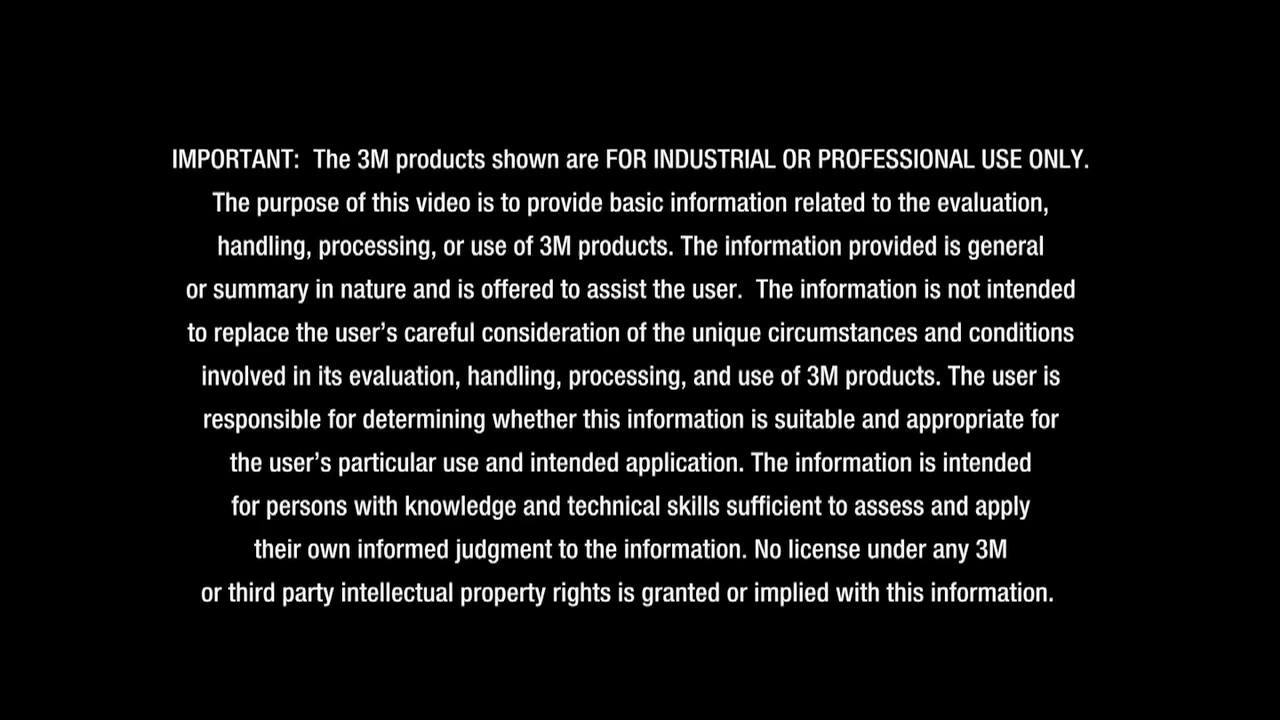 IMPORTANT:  The 3M products shown are FOR INDUSTRIAL OR PROFESSIONAL USE ONLY.
The purpose of this video is to provide basic information related to the evaluation,
handling, processing, or use of 3M products. The information provided is general
or summary in nature and is offered to assist the user.  The information is not intended
to replace the user’s careful consideration of the unique circumstances and conditions
involved in its evaluation, handling, processing, and use of 3M products. The user is
responsible for determining whether this information is suitable and appropriate for
the user’s particular use and intended application. The information is intended
for persons with knowledge and technical skills sufficient to assess and apply
their own informed judgment to the information. No license under any 3M
or third party intellectual property rights is granted or implied with this information.